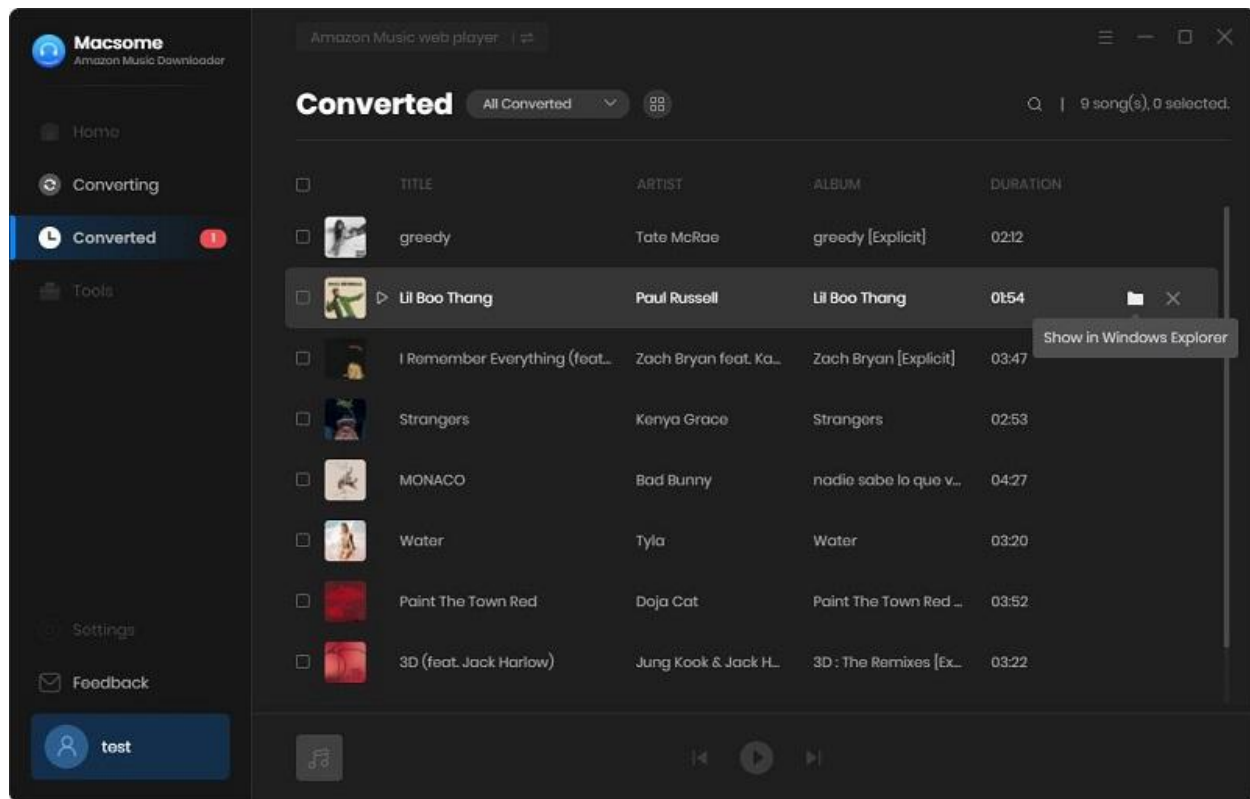 Macsome
Amazon Music Downloader
Amazon Music web player
Converted All Converted
9 song(s), 0 selected.
Home
Converting
Converted 1
Tools
Settings
Feedback
test
TITLE ARTIST ALBUM DURATION
greedy Tate McRae greedy [Explicit] 02:12
Lil Boo Thang Paul Russell Lil Boo Thang 01:54
Show in Windows Explorer
I Remember Everything (feat... Zach Bryan feat. Ka... Zach Bryan [Explicit] 03:47
Strangers Kenya Grace Strangers 02:53
MONACO Bad Bunny nadie sabe lo que v... 04:27
Water Tyla Water 03:20
Paint The Town Red Doja Cat Paint The Town Red ... 03:52
3D (feat. Jack Harlow) Jung Kook & Jack H... 3D : The Remixes [Ex... 03:22